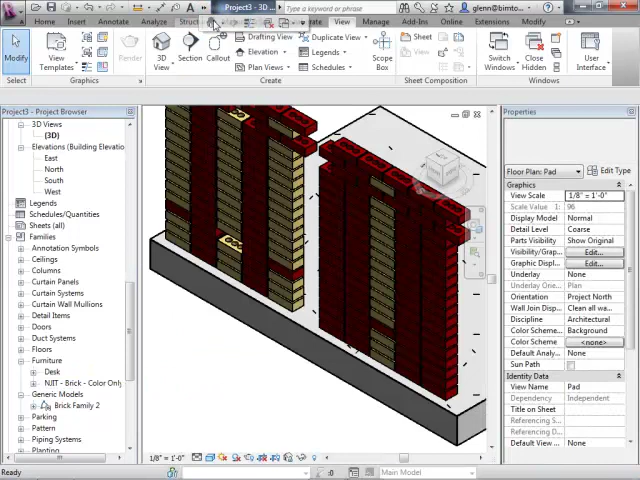 Project3 - 3D ...
glenn@bimto...
Home
Insert
Annotate
Analyze
Struct
View
Manage
Add-Ins
Online
Extensions
Modify
Modify
View
Templates
Render
3D
View
Section
Callout
Drafting View
Elevation
Plan Views
Duplicate View
Legends
Schedules
Scope
Box
Sheet
Switch
Windows
Close
Hidden
User
Interface
Graphics
Create
Sheet Composition
Windows
Project3 - Project Browser
3D Views
(3D)
Elevations (Building Elevation
East
North
South
West
Legends
Schedules/Quantities
Sheets (all)
Families
Annotation Symbols
Ceilings
Columns
Curtain Panels
Curtain Systems
Curtain Wall Mullions
Detail Items
Doors
Duct Systems
Floors
Furniture
Desk
NJIT - Brick - Color Only
Generic Models
Brick Family 2
Parking
Pattern
Piping Systems
Planting
Properties
Floor Plan: Pad
Edit Type
Graphics
View Scale 1/8" = 1'-0"
Scale Value 1: 96
Display Model Normal
Detail Level Coarse
Parts Visibility Show Original
Visibility/Grap... Edit...
Graphic Displ... Edit...
Underlay None
Underlay Orie... Plan
Orientation Project North
Wall Join Displ... Clean all wa...
Discipline Architectural
Color Scheme... Background
Color Scheme <none>
Default Analy... None
Sun Path
Identity Data
View Name Pad
Dependency Independent
Title on Sheet
Referencing S...
Referencing D...
Default View ... None
1/8" = 1'-0"
Ready
:0
Main Model